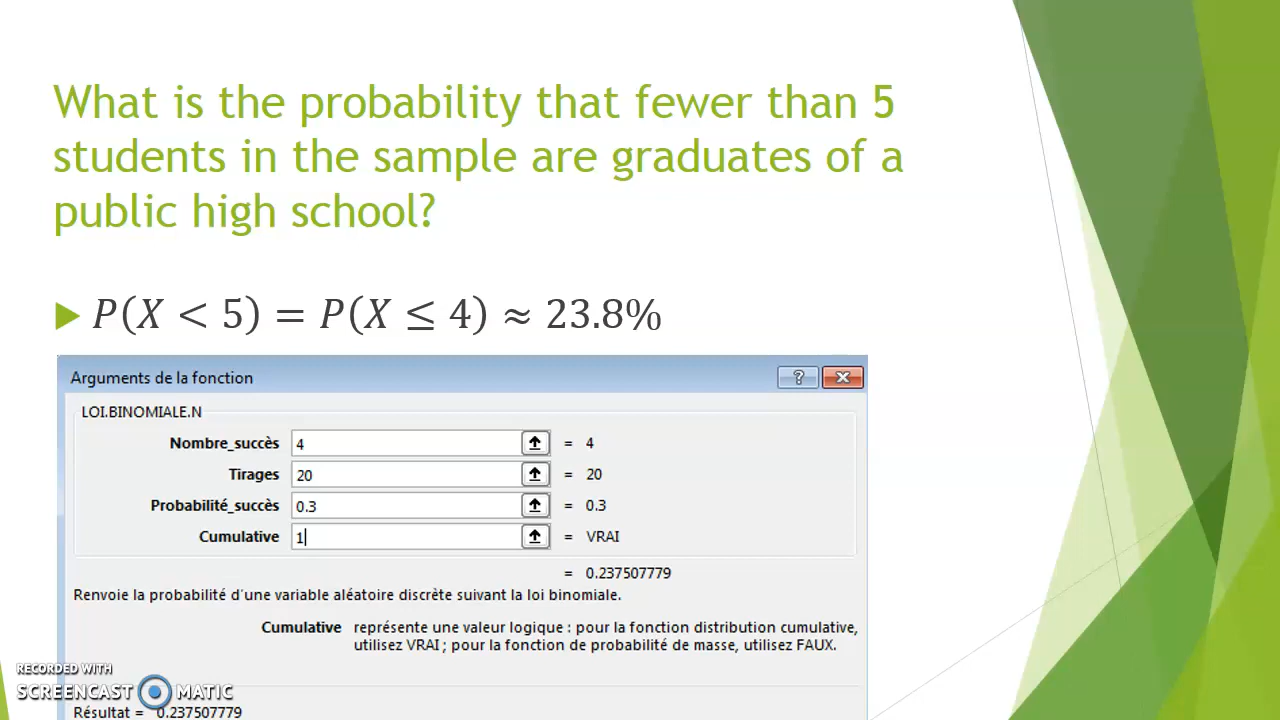 What is the probability that fewer than 5
students in the sample are graduates of a
public high school?
P(X < 5) = P(X ≤ 4) ≈ 23.8%
Arguments de la fonction
?
LOI.BINOMIALE.N
Nombre_succès 4 = 4
Tirages 20 = 20
Probabilité_succès 0.3 = 0.3
Cumulative 1 = VRAI
= 0.237507779
Renvoie la probabilité d'une variable aléatoire discrète suivant la loi binomiale.
Cumulative représente une valeur logique : pour la fonction distribution cumulative,
utilisez VRAI ; pour la fonction de probabilité de masse, utilisez FAUX.
RECORDED WITH
SCREENCAST MATIC
Résultat = 0.237507779